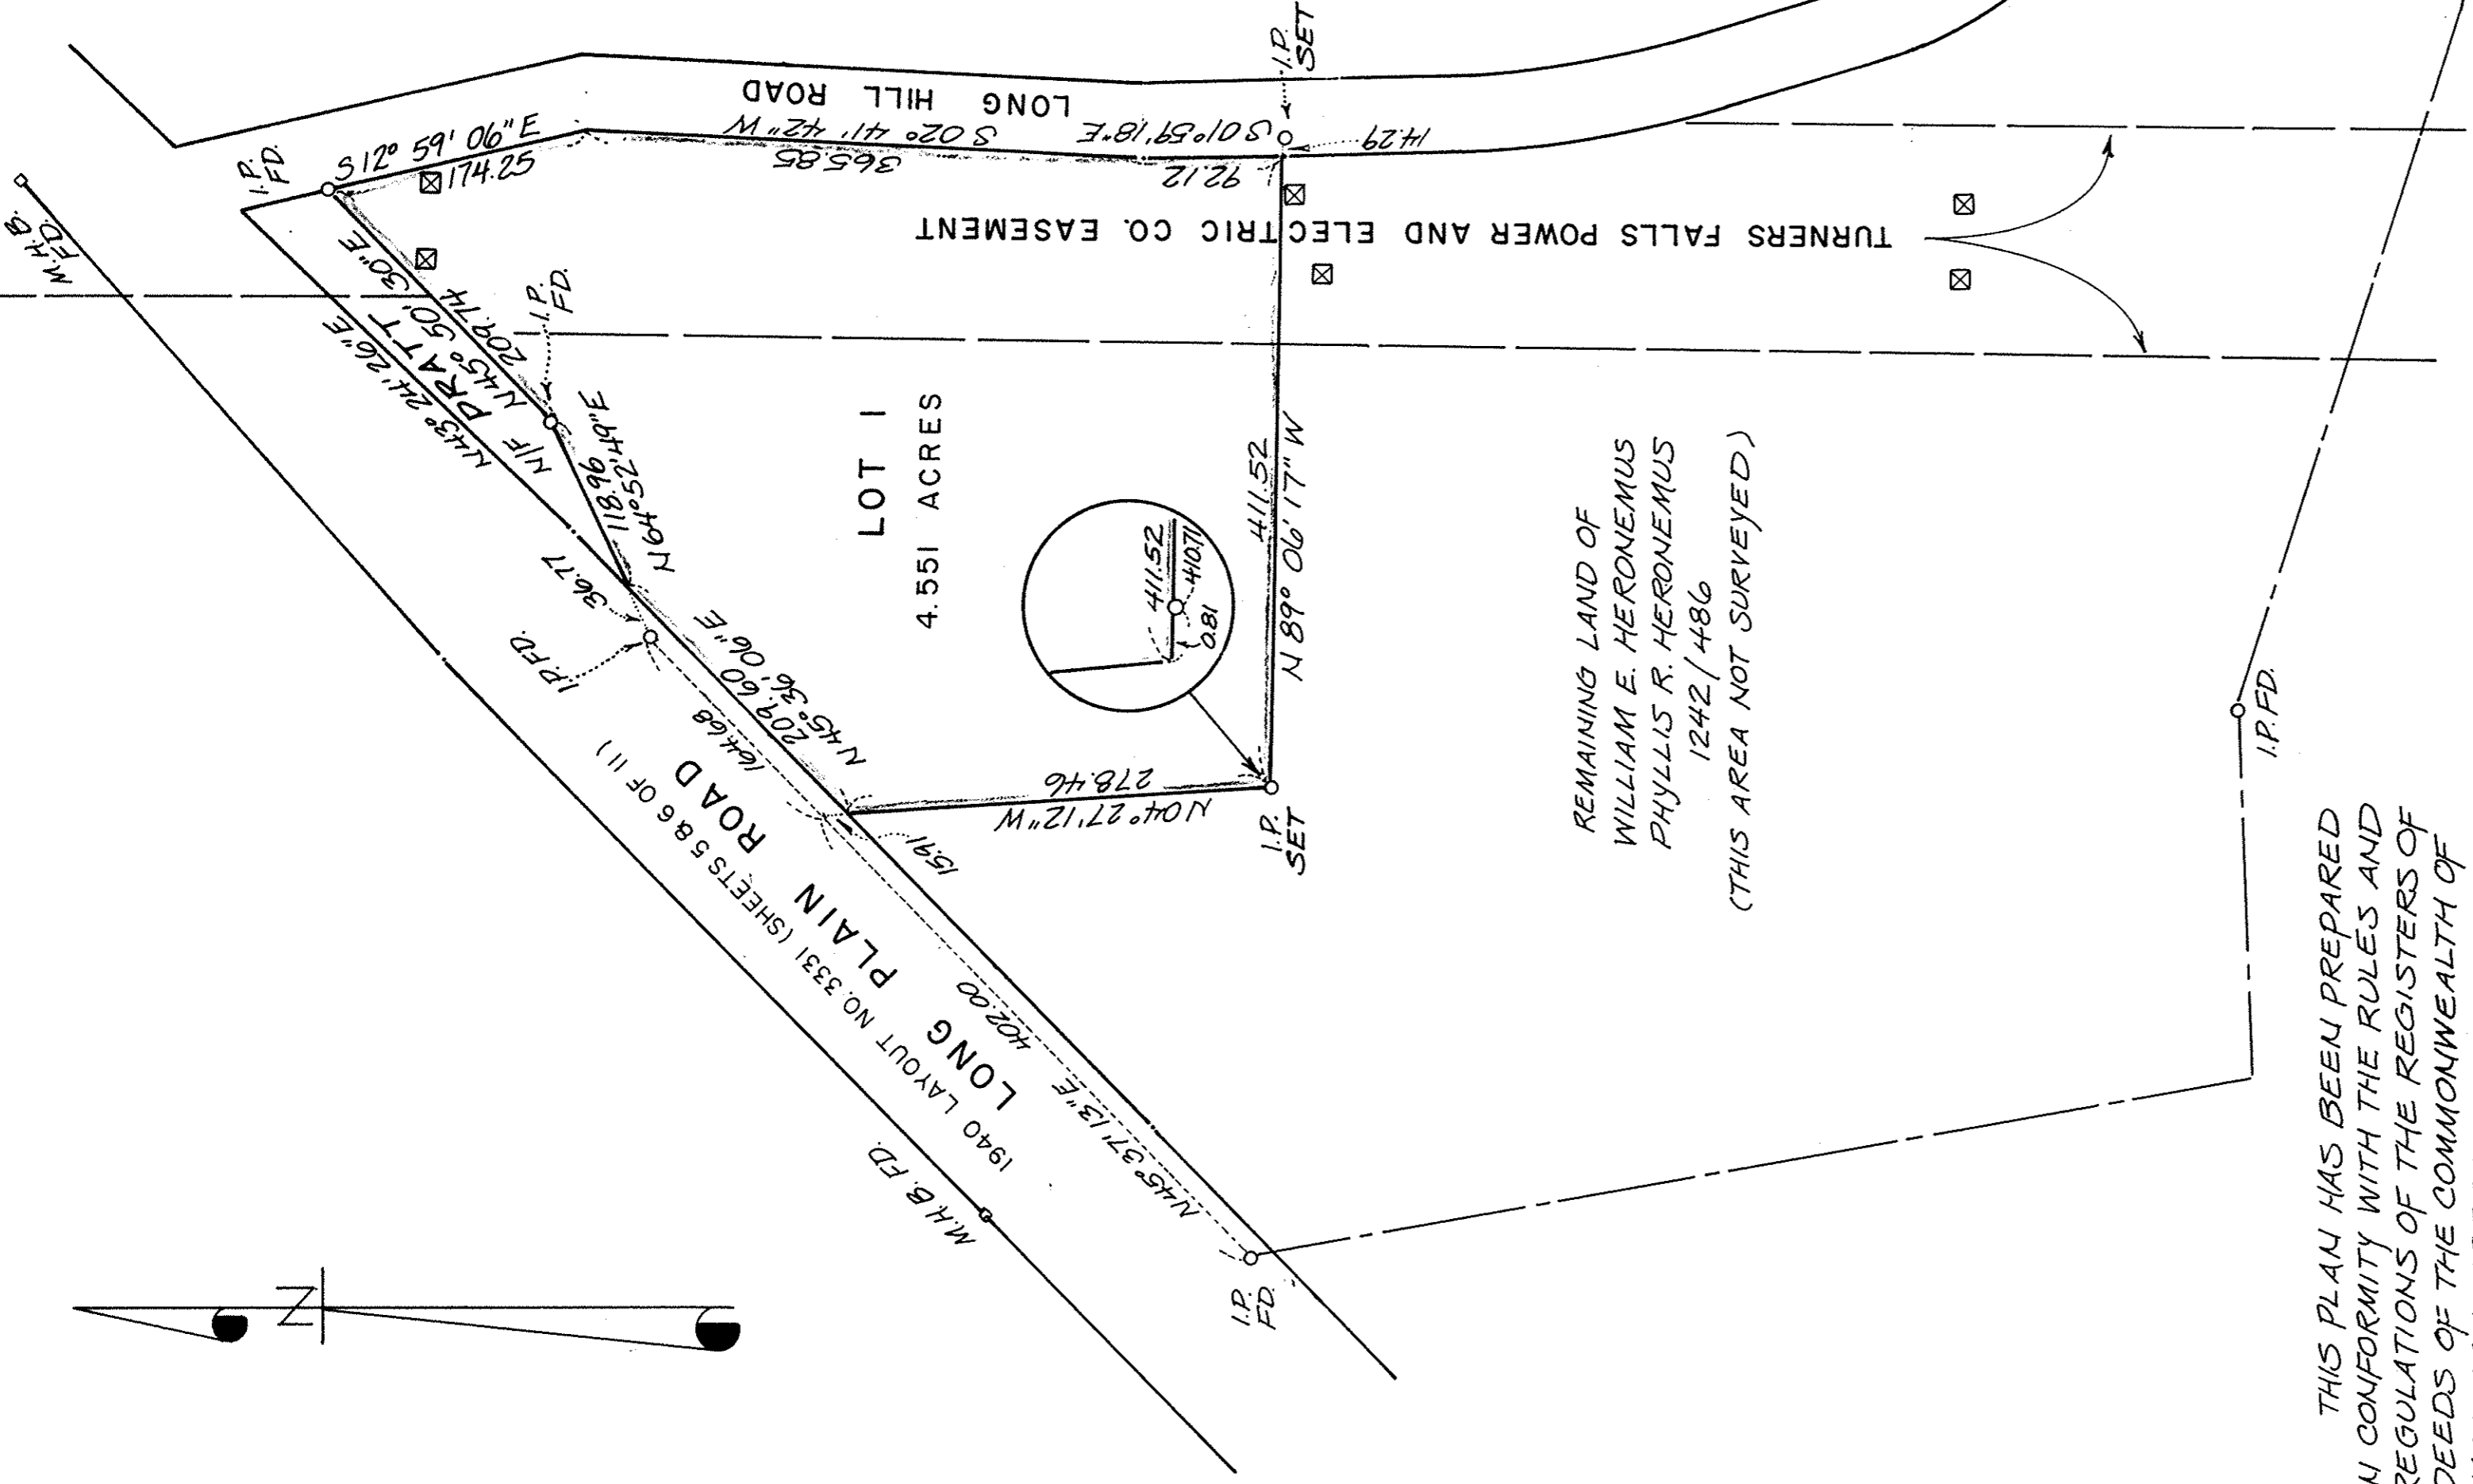 M.H.B.
FD.
I.P.
FD.
S 12° 59' 06" E
174.25
LONG HILL ROAD
S 02° 41' 42" W
365.85
S 01° 59' 18" E
92.12
I.P.
SET
14.29
TURNERS FALLS POWER AND ELECTRIC CO. EASEMENT
N 43° 24' 26" E
N/F PRATT
N 45° 50' 30" E
209.74
I.P.
FD.
118.96
N 64° 52' 49" E
36.77
I.P. FD.
209.60
N 45° 36' 06" E
164.68
LOT 1
4.551 ACRES
411.52
410.71
0.81
411.52
N 89° 06' 17" W
278.46
N 04° 27' 12" W
I.P.
SET
15.91
1940 LAYOUT NO. 3331 (SHEETS 5 & 6 OF 11)
LONG PLAIN ROAD
402.00
N 45° 37' 13" E
M.H.B. FD.
I.P.
FD.
N
REMAINING LAND OF
WILLIAM E. HERONEMUS
PHYLLIS R. HERONEMUS
1242/486
(THIS AREA NOT SURVEYED)
I.P. FD.
THIS PLAN HAS BEEN PREPARED
N CONFORMITY WITH THE RULES AND
REGULATIONS OF THE REGISTERS OF
DEEDS OF THE COMMONWEALTH OF